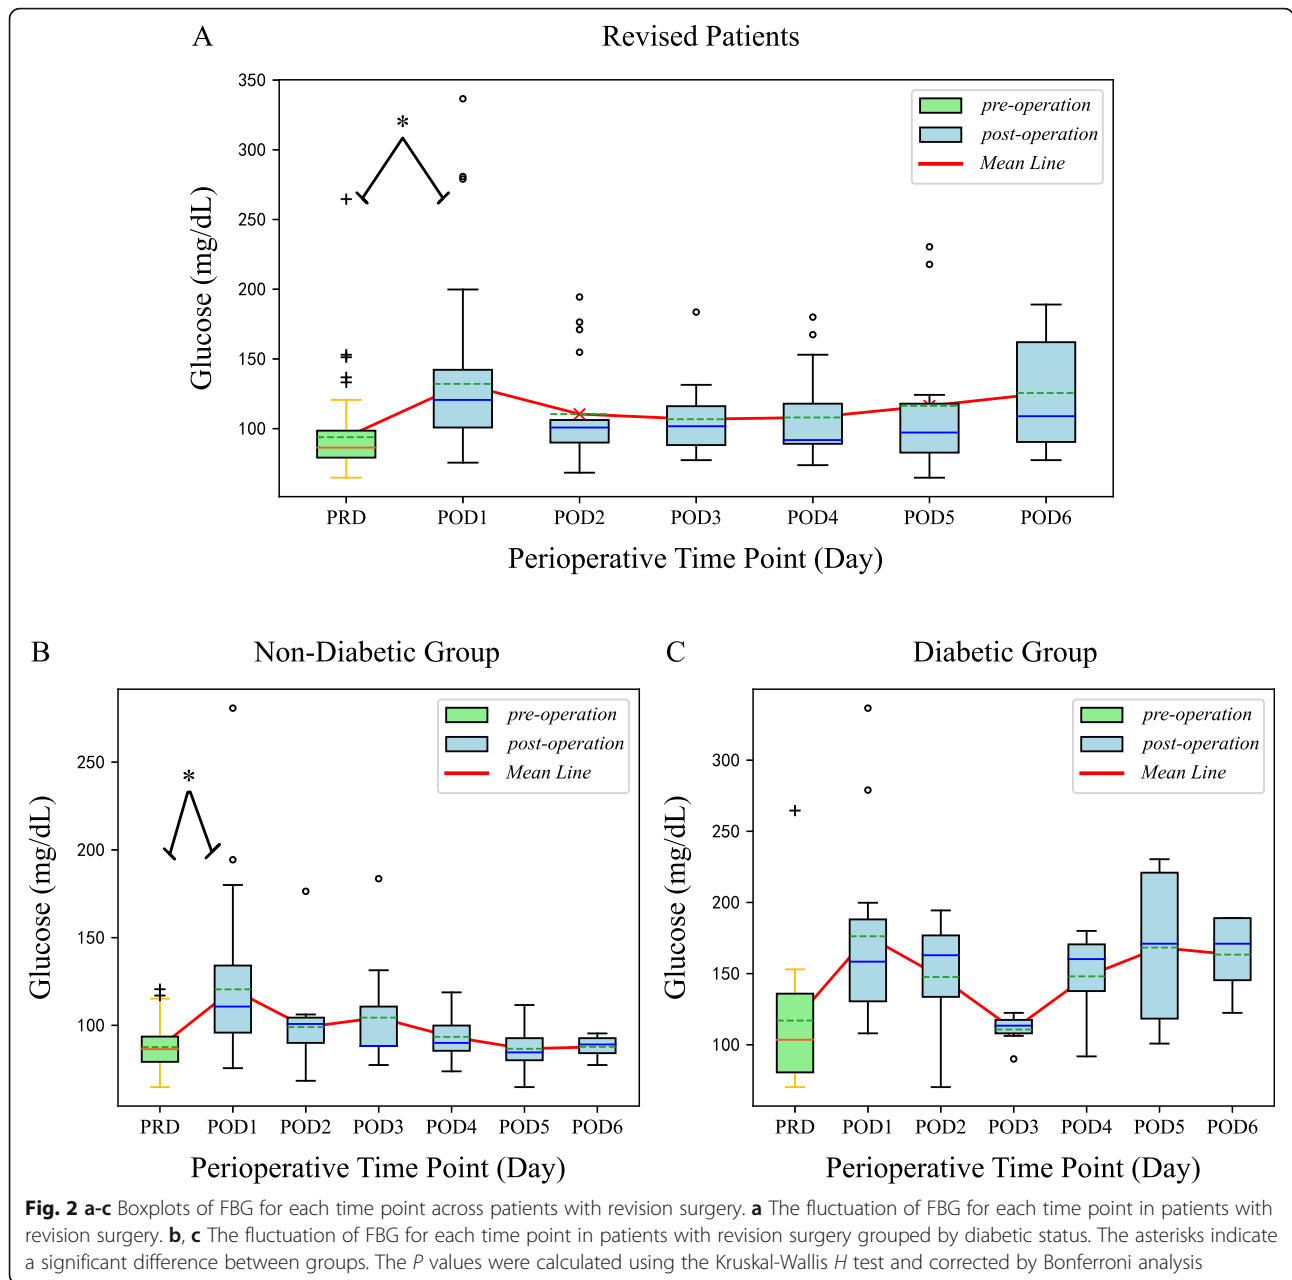 A
Revised Patients
350
300
250
200
150
100
Glucose (mg/dL)
*
pre-operation
post-operation
Mean Line
PRD POD1 POD2 POD3 POD4 POD5 POD6
Perioperative Time Point (Day)
B
Non-Diabetic Group
250
200
150
100
Glucose (mg/dL)
*
pre-operation
post-operation
Mean Line
PRD POD1 POD2 POD3 POD4 POD5 POD6
Perioperative Time Point (Day)
C
Diabetic Group
300
250
200
150
100
Glucose (mg/dL)
pre-operation
post-operation
Mean Line
PRD POD1 POD2 POD3 POD4 POD5 POD6
Perioperative Time Point (Day)
Fig. 2 a-c Boxplots of FBG for each time point across patients with revision surgery. a The fluctuation of FBG for each time point in patients with
revision surgery. b, c The fluctuation of FBG for each time point in patients with revision surgery grouped by diabetic status. The asterisks indicate
a significant difference between groups. The P values were calculated using the Kruskal-Wallis H test and corrected by Bonferroni analysis